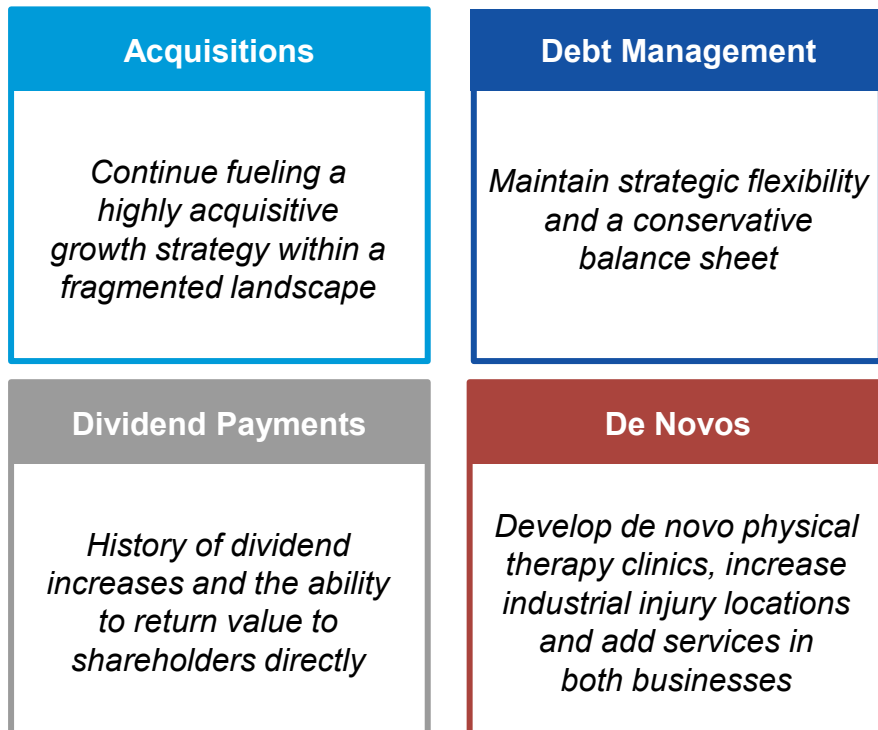 Acquisitions
Continue fueling a
highly acquisitive
growth strategy within a
fragmented landscape
Debt Management
Maintain strategic flexibility
and a conservative
balance sheet
Dividend Payments
History of dividend
increases and the ability
to return value to
shareholders directly
De Novos
Develop de novo physical
therapy clinics, increase
industrial injury locations
and add services in
both businesses